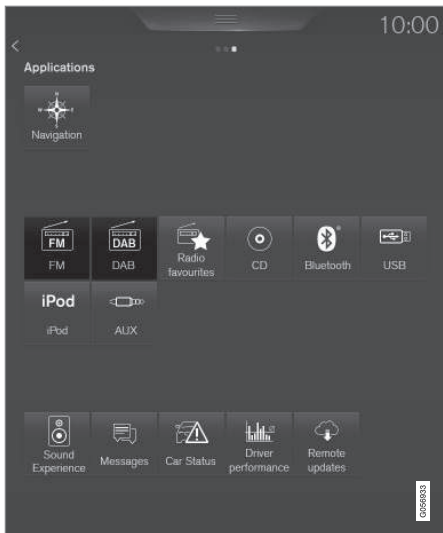 10:00
Applications
N
W E
S
Navigation
FM DAB
FM DAB Radio favourites CD Bluetooth USB
iPod
iPod AUX
Sound Experience Messages Car Status Driver performance Remote updates
G056933